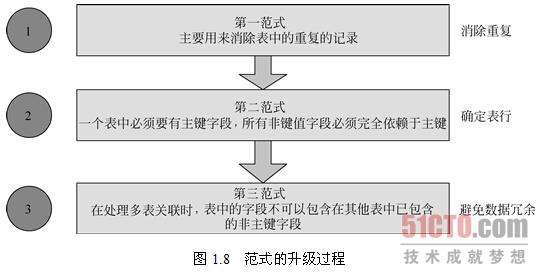 1
第一范式
主要用来消除表中的重复的记录
消除重复
2
第二范式
一个表中必须要有主键字段，所有非键值字段必须完全依赖于主键
确定表行
3
第三范式
在处理多表关联时，表中的字段不可以包含在其他表中已包含
的非主键字段
避免数据冗余
51CTO.com
技术成就梦想
图 1.8 范式的升级过程